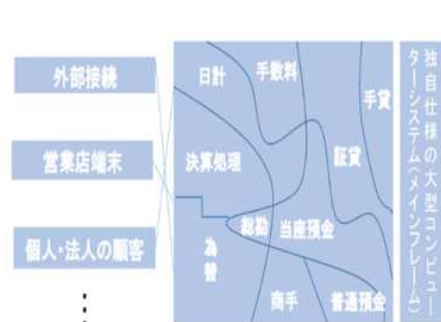 外部接続
営業店端末
個人・法人の顧客
日計
手数料
手貸
決算処理
証貸
総勘
当座預金
為替
商手
普通預金
独自仕様の大型コンピュー
ターシステム(メインフレーム)